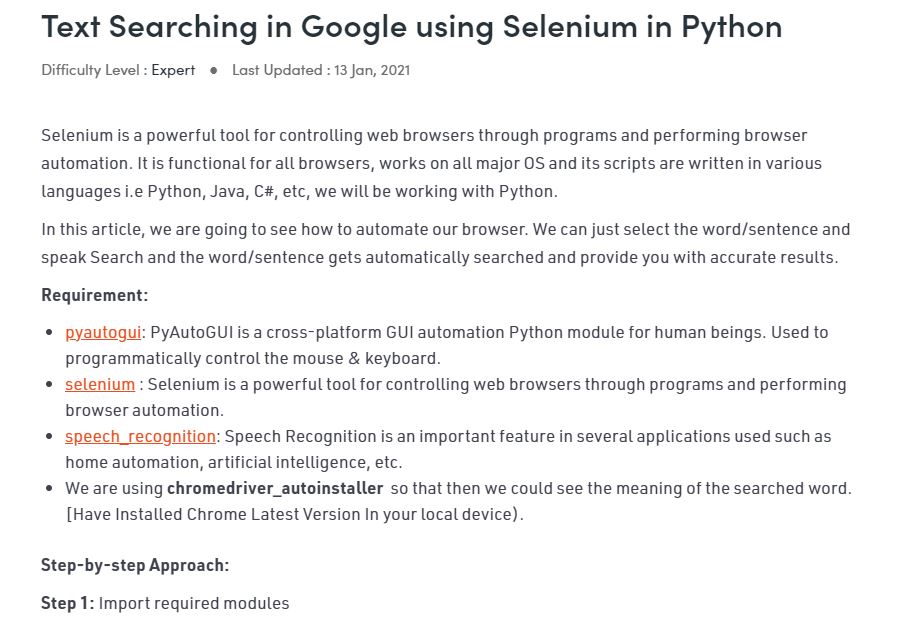 Text Searching in Google using Selenium in Python
Difficulty Level : Expert ● Last Updated : 13 Jan, 2021
Selenium is a powerful tool for controlling web browsers through programs and performing browser
automation. It is functional for all browsers, works on all major OS and its scripts are written in various
languages i.e Python, Java, C#, etc, we will be working with Python.
In this article, we are going to see how to automate our browser. We can just select the word/sentence and
speak Search and the word/sentence gets automatically searched and provide you with accurate results.
Requirement:
• pyautogui: PyAutoGUI is a cross-platform GUI automation Python module for human beings. Used to
programmatically control the mouse & keyboard.
• selenium : Selenium is a powerful tool for controlling web browsers through programs and performing
browser automation.
• speech_recognition: Speech Recognition is an important feature in several applications used such as
home automation, artificial intelligence, etc.
• We are using chromedriver_autoinstaller so that then we could see the meaning of the searched word.
[Have Installed Chrome Latest Version In your local device).
Step-by-step Approach:
Step 1: Import required modules